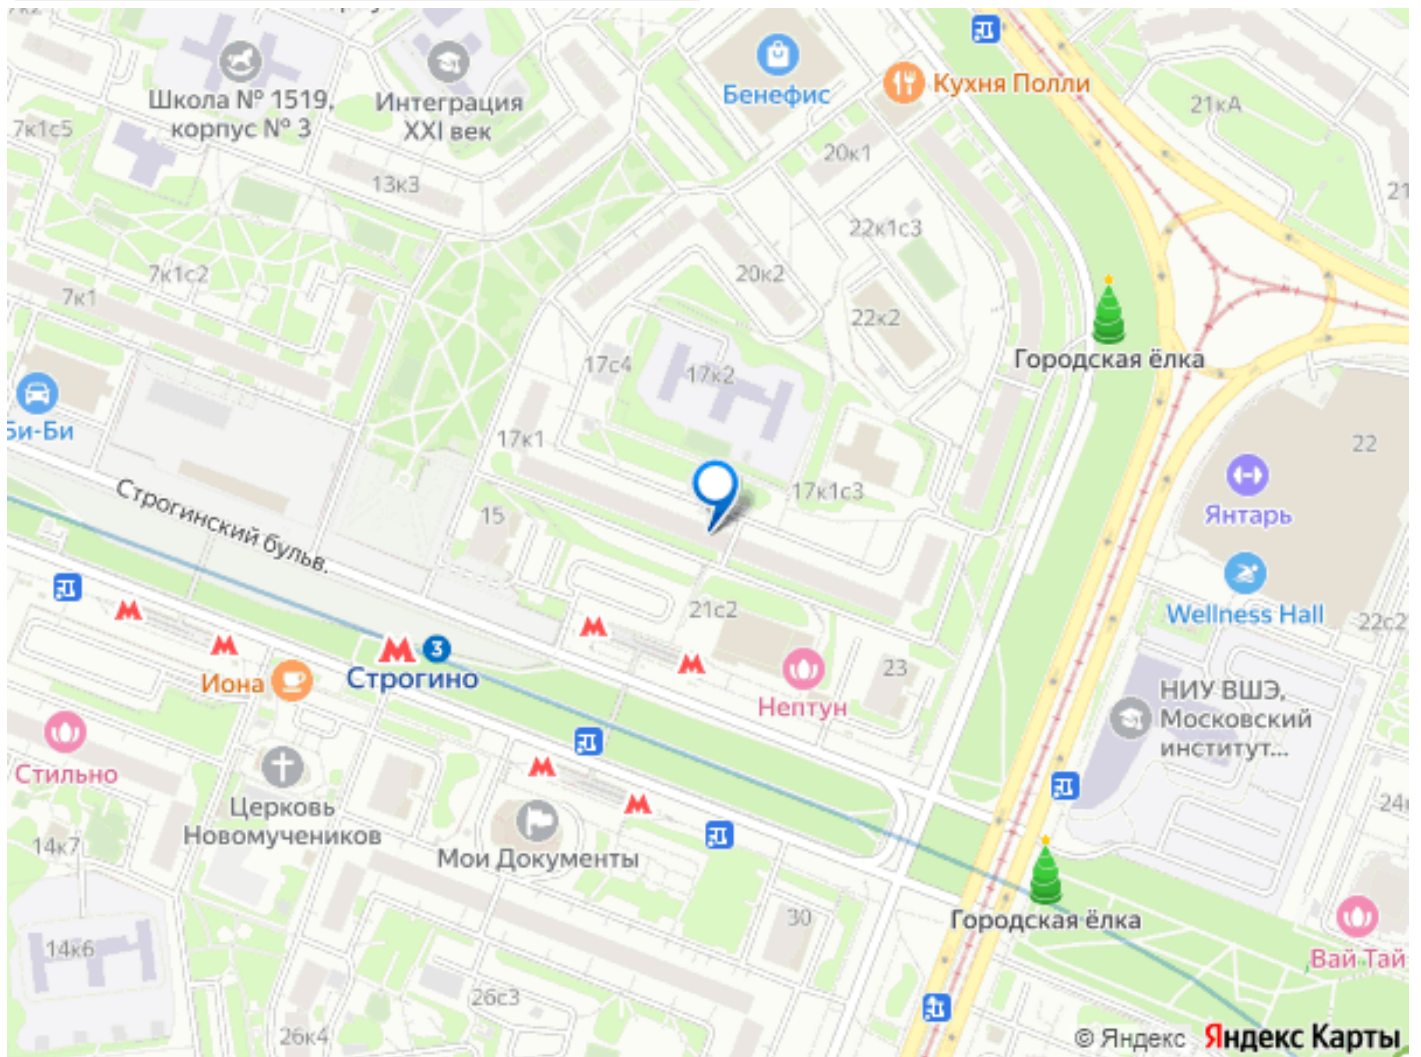 Школа № 1519,
корпус № 3
Интеграция
XXI век
Бенефис
Кухня Полли
21кА
7к1с5
20к1
13к3
21
22к1с3
7к1с2
20к2
7к1
22к2
Городская ёлка
17с4
17к2
Би-Би
17к1
22
Строгинский бульв.
15
17к1с3
Янтарь
21с2
Wellness Hall
22с2
3
Строгино
Иона
23
Нептун
НИУ ВШЭ,
Московский
институт...
Стильно
Церковь
Новомучеников
14к7
Мои Документы
24к
30
Городская ёлка
14к6
Вай Тай
26с3
26к4
© Яндекс Яндекс Карты